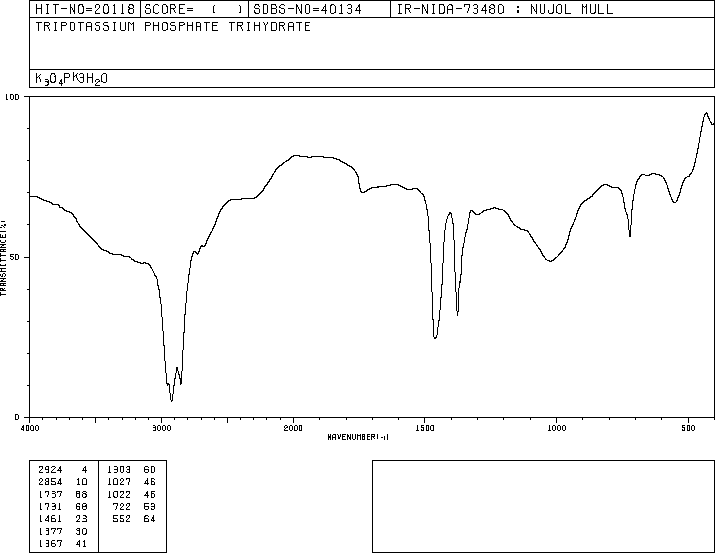 HIT-NO=20118 SCORE= ( ) SDBS-NO=40134 IR-NIDA-73480 : NUJOL MULL
TRIPOTASSIUM PHOSPHATE TRIHYDRATE
K3O4PK3H2O
100
50
0
TRANSMITTANCE(%)
4000 3000 2000 1500 1000 500
WAVENUMBER(-1)
2924 4 1303 60
2854 10 1027 46
1737 68 1022 46
1731 68 722 53
1461 23 552 64
1377 30
1367 41